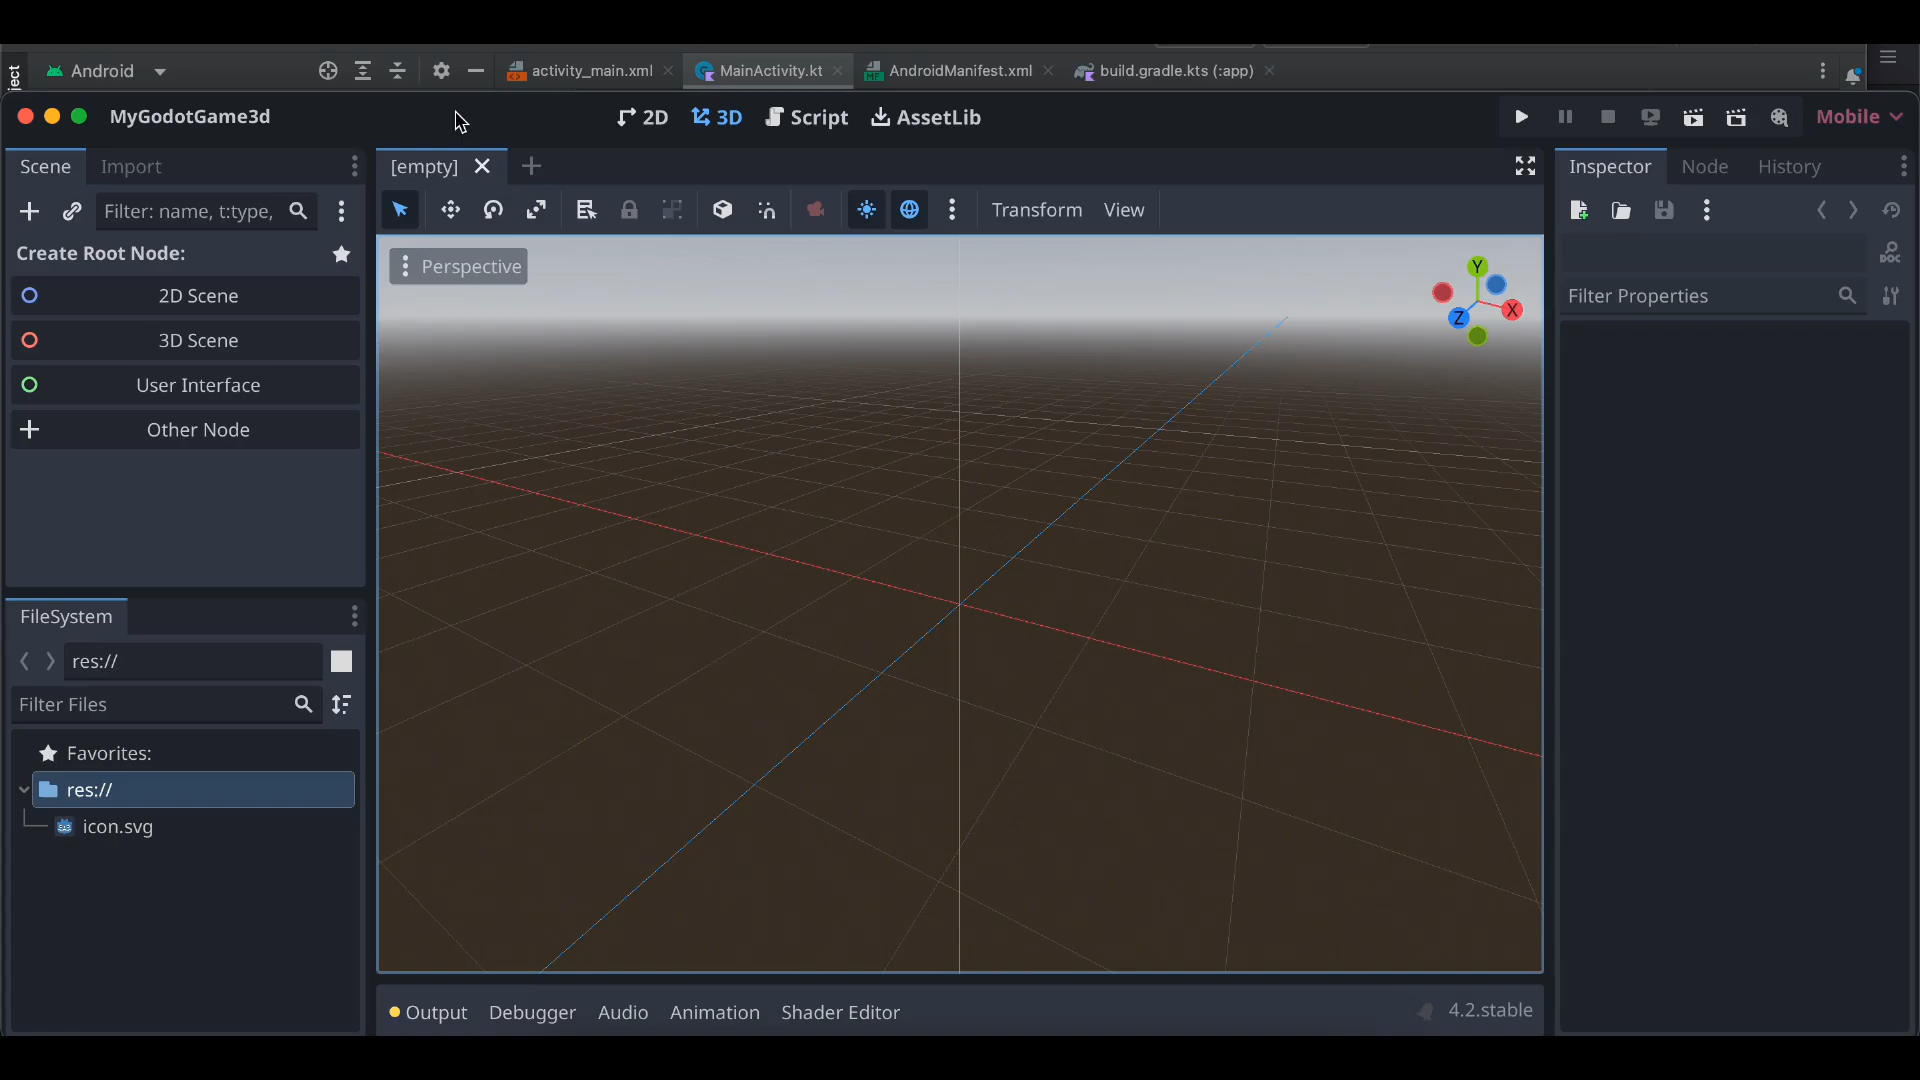 ject
Android
activity_main.xml
MainActivity.kt
MF
AndroidManifest.xml
build.gradle.kts (:app)
MyGodotGame3d
2D
3D
Script
AssetLib
Mobile
Scene
Import
[empty]
Inspector
Node
History
Filter: name, t:type,
Transform
View
Create Root Node:
Perspective
Y
X
Z
DOC
Filter Properties
2D Scene
3D Scene
User Interface
Other Node
FileSystem
res://
Filter Files
Favorites:
res://
icon.svg
Output
Debugger
Audio
Animation
Shader Editor
4.2.stable